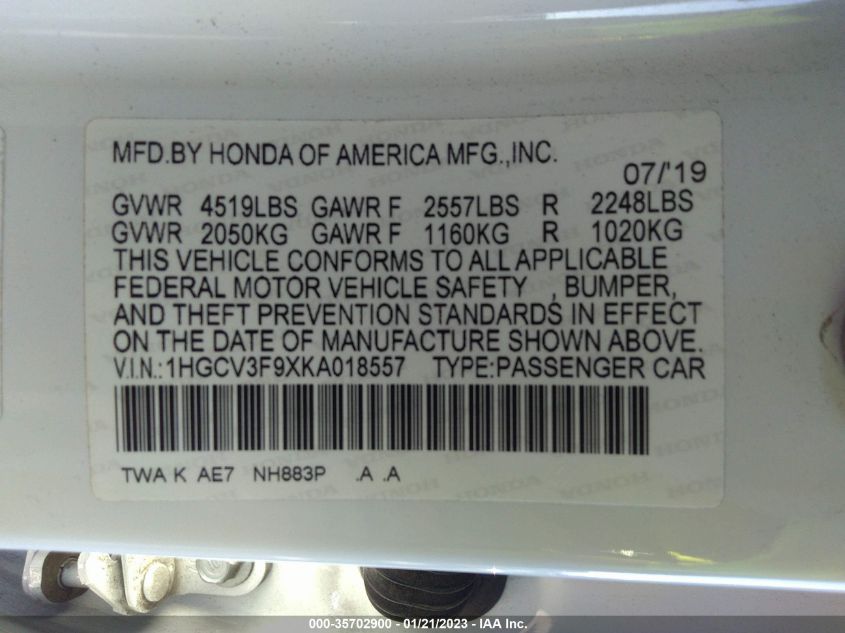 MFD.BY HONDA OF AMERICA MFG.,INC.
07/'19
GVWR 4519LBS GAWR F 2557LBS R 2248LBS
GVWR 2050KG GAWR F 1160KG R 1020KG
THIS VEHICLE CONFORMS TO ALL APPLICABLE
FEDERAL MOTOR VEHICLE SAFETY , BUMPER,
AND THEFT PREVENTION STANDARDS IN EFFECT
ON THE DATE OF MANUFACTURE SHOWN ABOVE.
V.I.N.:1HGCV3F9XKA018557 TYPE:PASSENGER CAR
TWA K AE7 NH883P .A .A
000-35702900 - 01/21/2023 - IAA Inc.